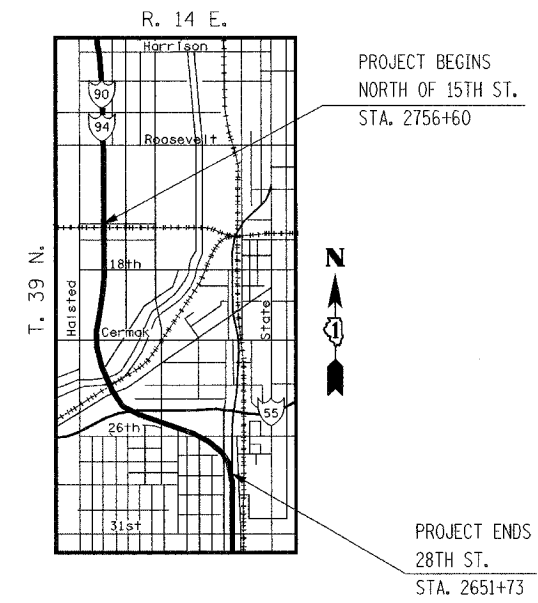 R. 14 E.
Harrison
90
94
PROJECT BEGINS
NORTH OF 15TH ST.
STA. 2756+60
Roosevelt
T. 39 N.
18th
N
1
Halsted
Cermak
State
55
26th
31st
PROJECT ENDS
28TH ST.
STA. 2651+73